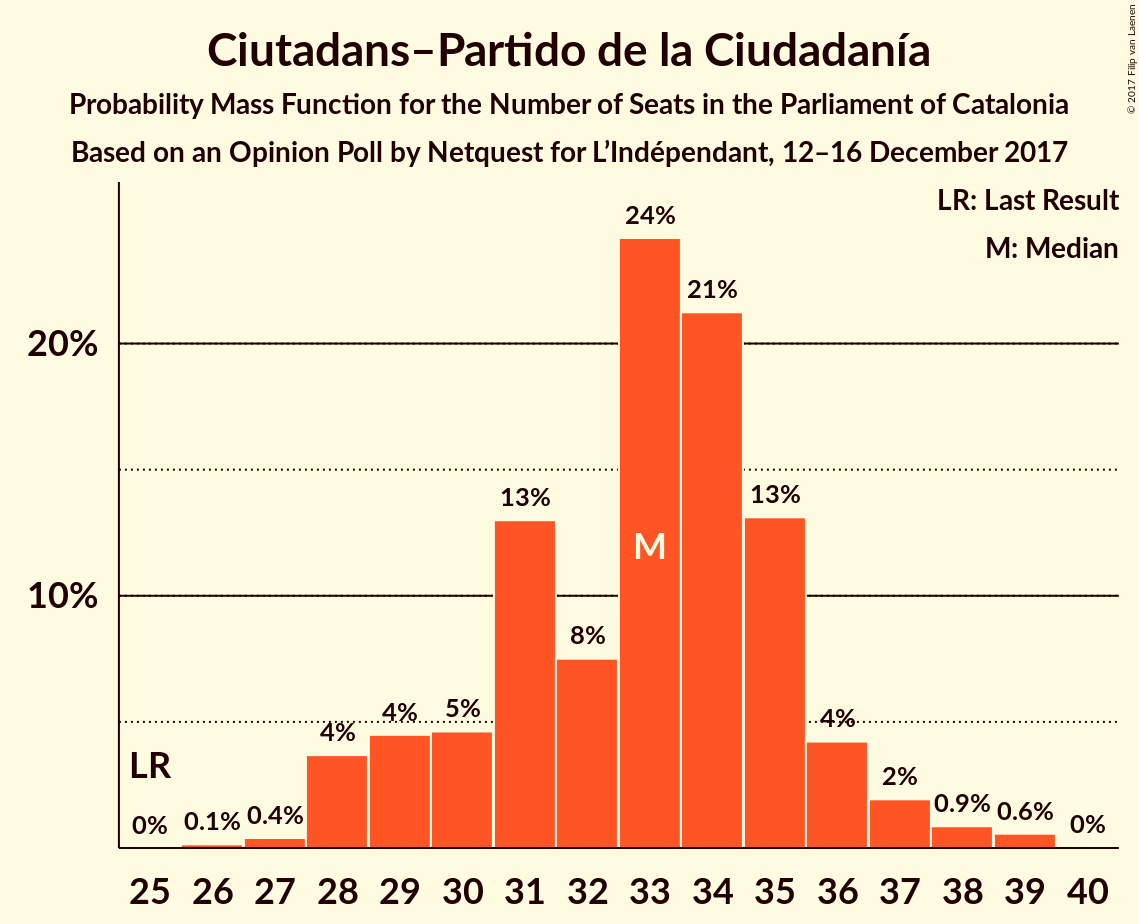 Ciutadans–Partido de la Ciudadanía
Probability Mass Function for the Number of Seats in the Parliament of Catalonia
Based on an Opinion Poll by Netquest for L’Indépendant, 12–16 December 2017
© 2017 Filip van Laenen
LR: Last Result
M: Median
20%
10%
LR
0%
0.1%
0.4%
4%
4%
5%
13%
8%
24%
M
21%
13%
4%
2%
0.9%
0.6%
0%
25 26 27 28 29 30 31 32 33 34 35 36 37 38 39 40